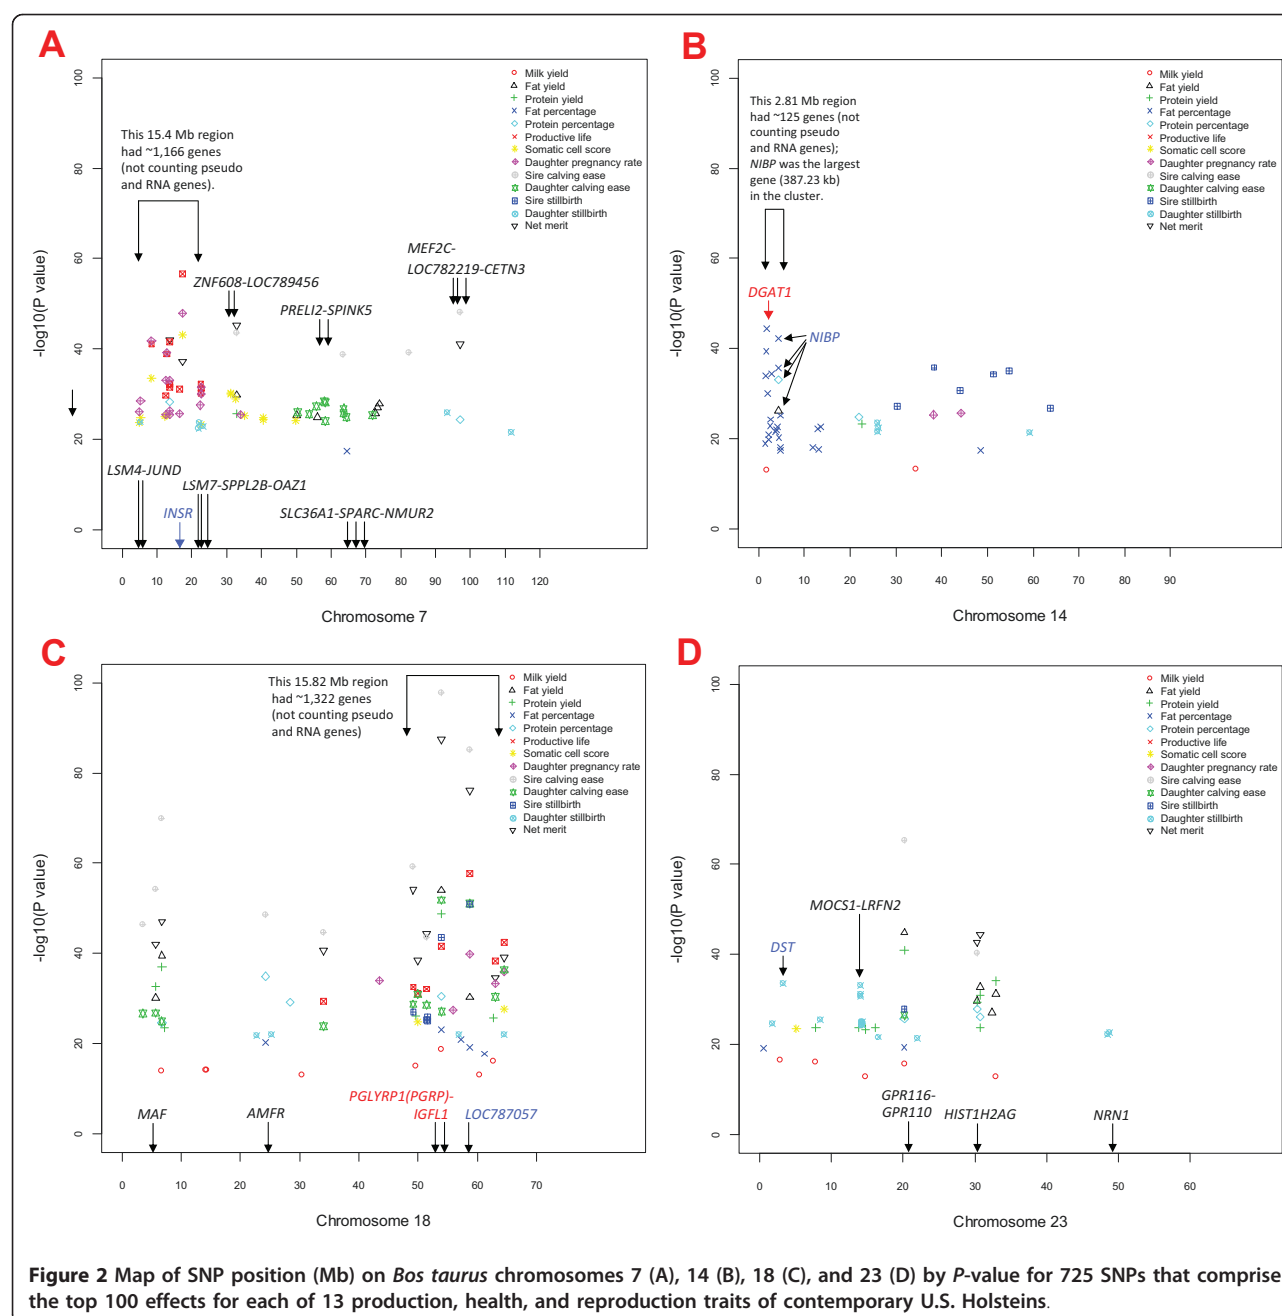 A
100
80
60
40
20
0
-log10(P value)
This 15.4 Mb region
had ~1,166 genes
(not counting pseudo
and RNA genes).
Milk yield
Fat yield
Protein yield
Fat percentage
Protein percentage
Productive life
Somatic cell score
Daughter pregnancy rate
Sire calving ease
Daughter calving ease
Sire stillbirth
Daughter stillbirth
Net merit
MEF2C-
LOC782219-CETN3
ZNF608-LOC789456
PRELI2-SPINK5
LSM4-JUND
LSM7-SPPL2B-OAZ1
INSR
SLC36A1-SPARC-NMUR2
0 10 20 30 40 50 60 70 80 90 100 110 120
Chromosome 7
B
100
80
60
40
20
0
-log10(P value)
This 2.81 Mb region
had ~125 genes (not
counting pseudo
and RNA genes);
NIBP was the largest
gene (387.23 kb)
in the cluster.
Milk yield
Fat yield
Protein yield
Fat percentage
Protein percentage
Productive life
Somatic cell score
Daughter pregnancy rate
Sire calving ease
Daughter calving ease
Sire stillbirth
Daughter stillbirth
Net merit
DGAT1
NIBP
0 10 20 30 40 50 60 70 80 90
Chromosome 14
C
100
80
60
40
20
0
-log10(P value)
This 15.82 Mb region
had ~1,322 genes
(not counting pseudo
and RNA genes)
Milk yield
Fat yield
Protein yield
Fat percentage
Protein percentage
Productive life
Somatic cell score
Daughter pregnancy rate
Sire calving ease
Daughter calving ease
Sire stillbirth
Daughter stillbirth
Net merit
MAF
AMFR
PGLYRP1(PGRP)-
IGFL1
LOC787057
0 10 20 30 40 50 60 70
Chromosome 18
D
100
80
60
40
20
0
-log10(P value)
Milk yield
Fat yield
Protein yield
Fat percentage
Protein percentage
Productive life
Somatic cell score
Daughter pregnancy rate
Sire calving ease
Daughter calving ease
Sire stillbirth
Daughter stillbirth
Net merit
MOCS1-LRFN2
DST
GPR116-
GPR110
HIST1H2AG
NRN1
0 10 20 30 40 50 60
Chromosome 23
Figure 2 Map of SNP position (Mb) on Bos taurus chromosomes 7 (A), 14 (B), 18 (C), and 23 (D) by P-value for 725 SNPs that comprise
the top 100 effects for each of 13 production, health, and reproduction traits of contemporary U.S. Holsteins.